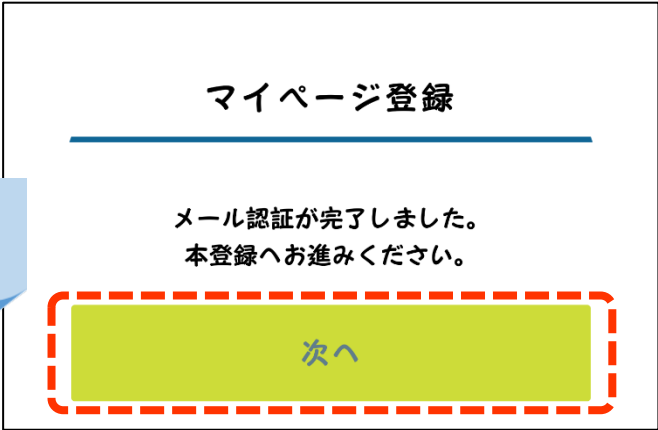 マイページ登録
メール認証が完了しました。
本登録へお進みください。
次へ